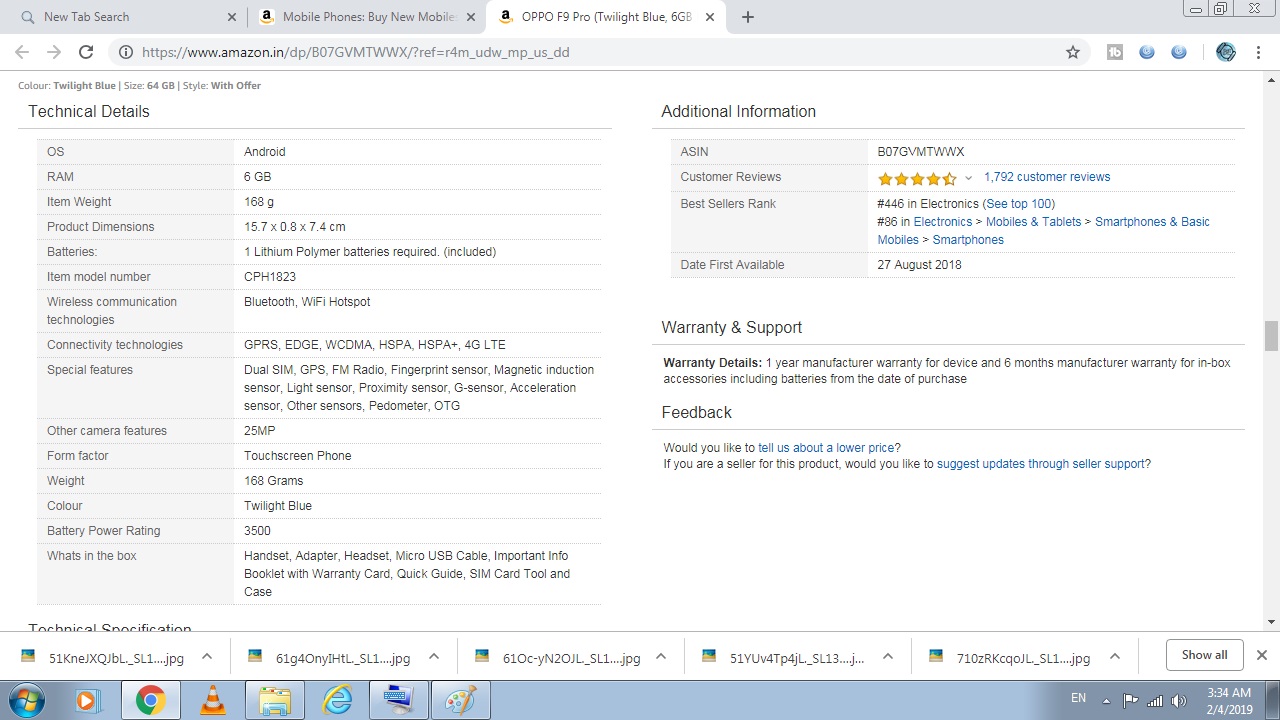 New Tab Search
Mobile Phones: Buy New Mobile
OPPO F9 Pro (Twilight Blue, 6GB
https://www.amazon.in/dp/B07GVMTWWX/?ref=r4m_udw_mp_us_dd
Colour: Twilight Blue | Size: 64 GB | Style: With Offer
Technical Details
OS Android
RAM 6 GB
Item Weight 168 g
Product Dimensions 15.7 x 0.8 x 7.4 cm
Batteries: 1 Lithium Polymer batteries required. (included)
Item model number CPH1823
Wireless communication technologies Bluetooth, WiFi Hotspot
Connectivity technologies GPRS, EDGE, WCDMA, HSPA, HSPA+, 4G LTE
Special features Dual SIM, GPS, FM Radio, Fingerprint sensor, Magnetic induction
sensor, Light sensor, Proximity sensor, G-sensor, Acceleration
sensor, Other sensors, Pedometer, OTG
Other camera features 25MP
Form factor Touchscreen Phone
Weight 168 Grams
Colour Twilight Blue
Battery Power Rating 3500
Whats in the box Handset, Adapter, Headset, Micro USB Cable, Important Info
Booklet with Warranty Card, Quick Guide, SIM Card Tool and
Case
Technical Specification
Additional Information
ASIN B07GVMTWWX
Customer Reviews 1,792 customer reviews
Best Sellers Rank #446 in Electronics (See top 100)
#86 in Electronics > Mobiles & Tablets > Smartphones & Basic
Mobiles > Smartphones
Date First Available 27 August 2018
Warranty & Support
Warranty Details: 1 year manufacturer warranty for device and 6 months manufacturer warranty for in-box
accessories including batteries from the date of purchase
Feedback
Would you like to tell us about a lower price?
If you are a seller for this product, would you like to suggest updates through seller support?
51KneJXQJbL._SL1....jpg
61g4OnyIHtL._SL1....jpg
61Oc-yN2OJL._SL1....jpg
51YUv4Tp4jL._SL13....j...
710zRKcqoJL._SL1....jpg
Show all
EN
3:34 AM
2/4/2019